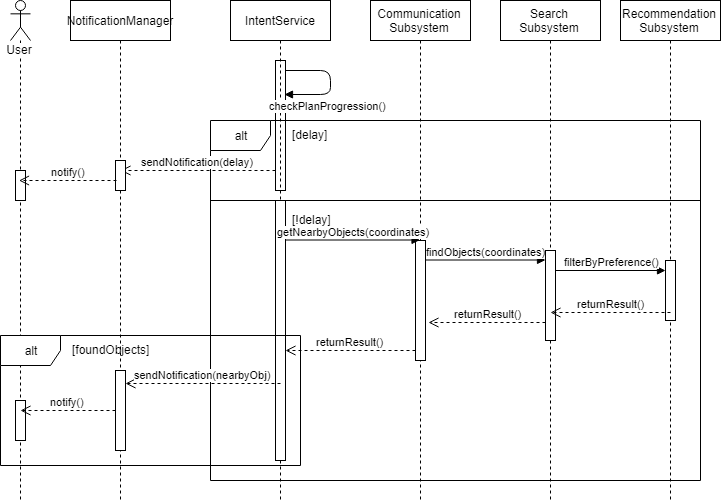 User
NotificationManager
IntentService
Communication
Subsystem
Search
Subsystem
Recommendation
Subsystem
checkPlanProgression()
alt
[delay]
sendNotification(delay)
notify()
[!delay]
getNearbyObjects(coordinates)
findObjects(coordinates)
filterByPreference()
returnResult()
returnResult()
returnResult()
alt
[foundObjects]
sendNotification(nearbyObj)
notify()